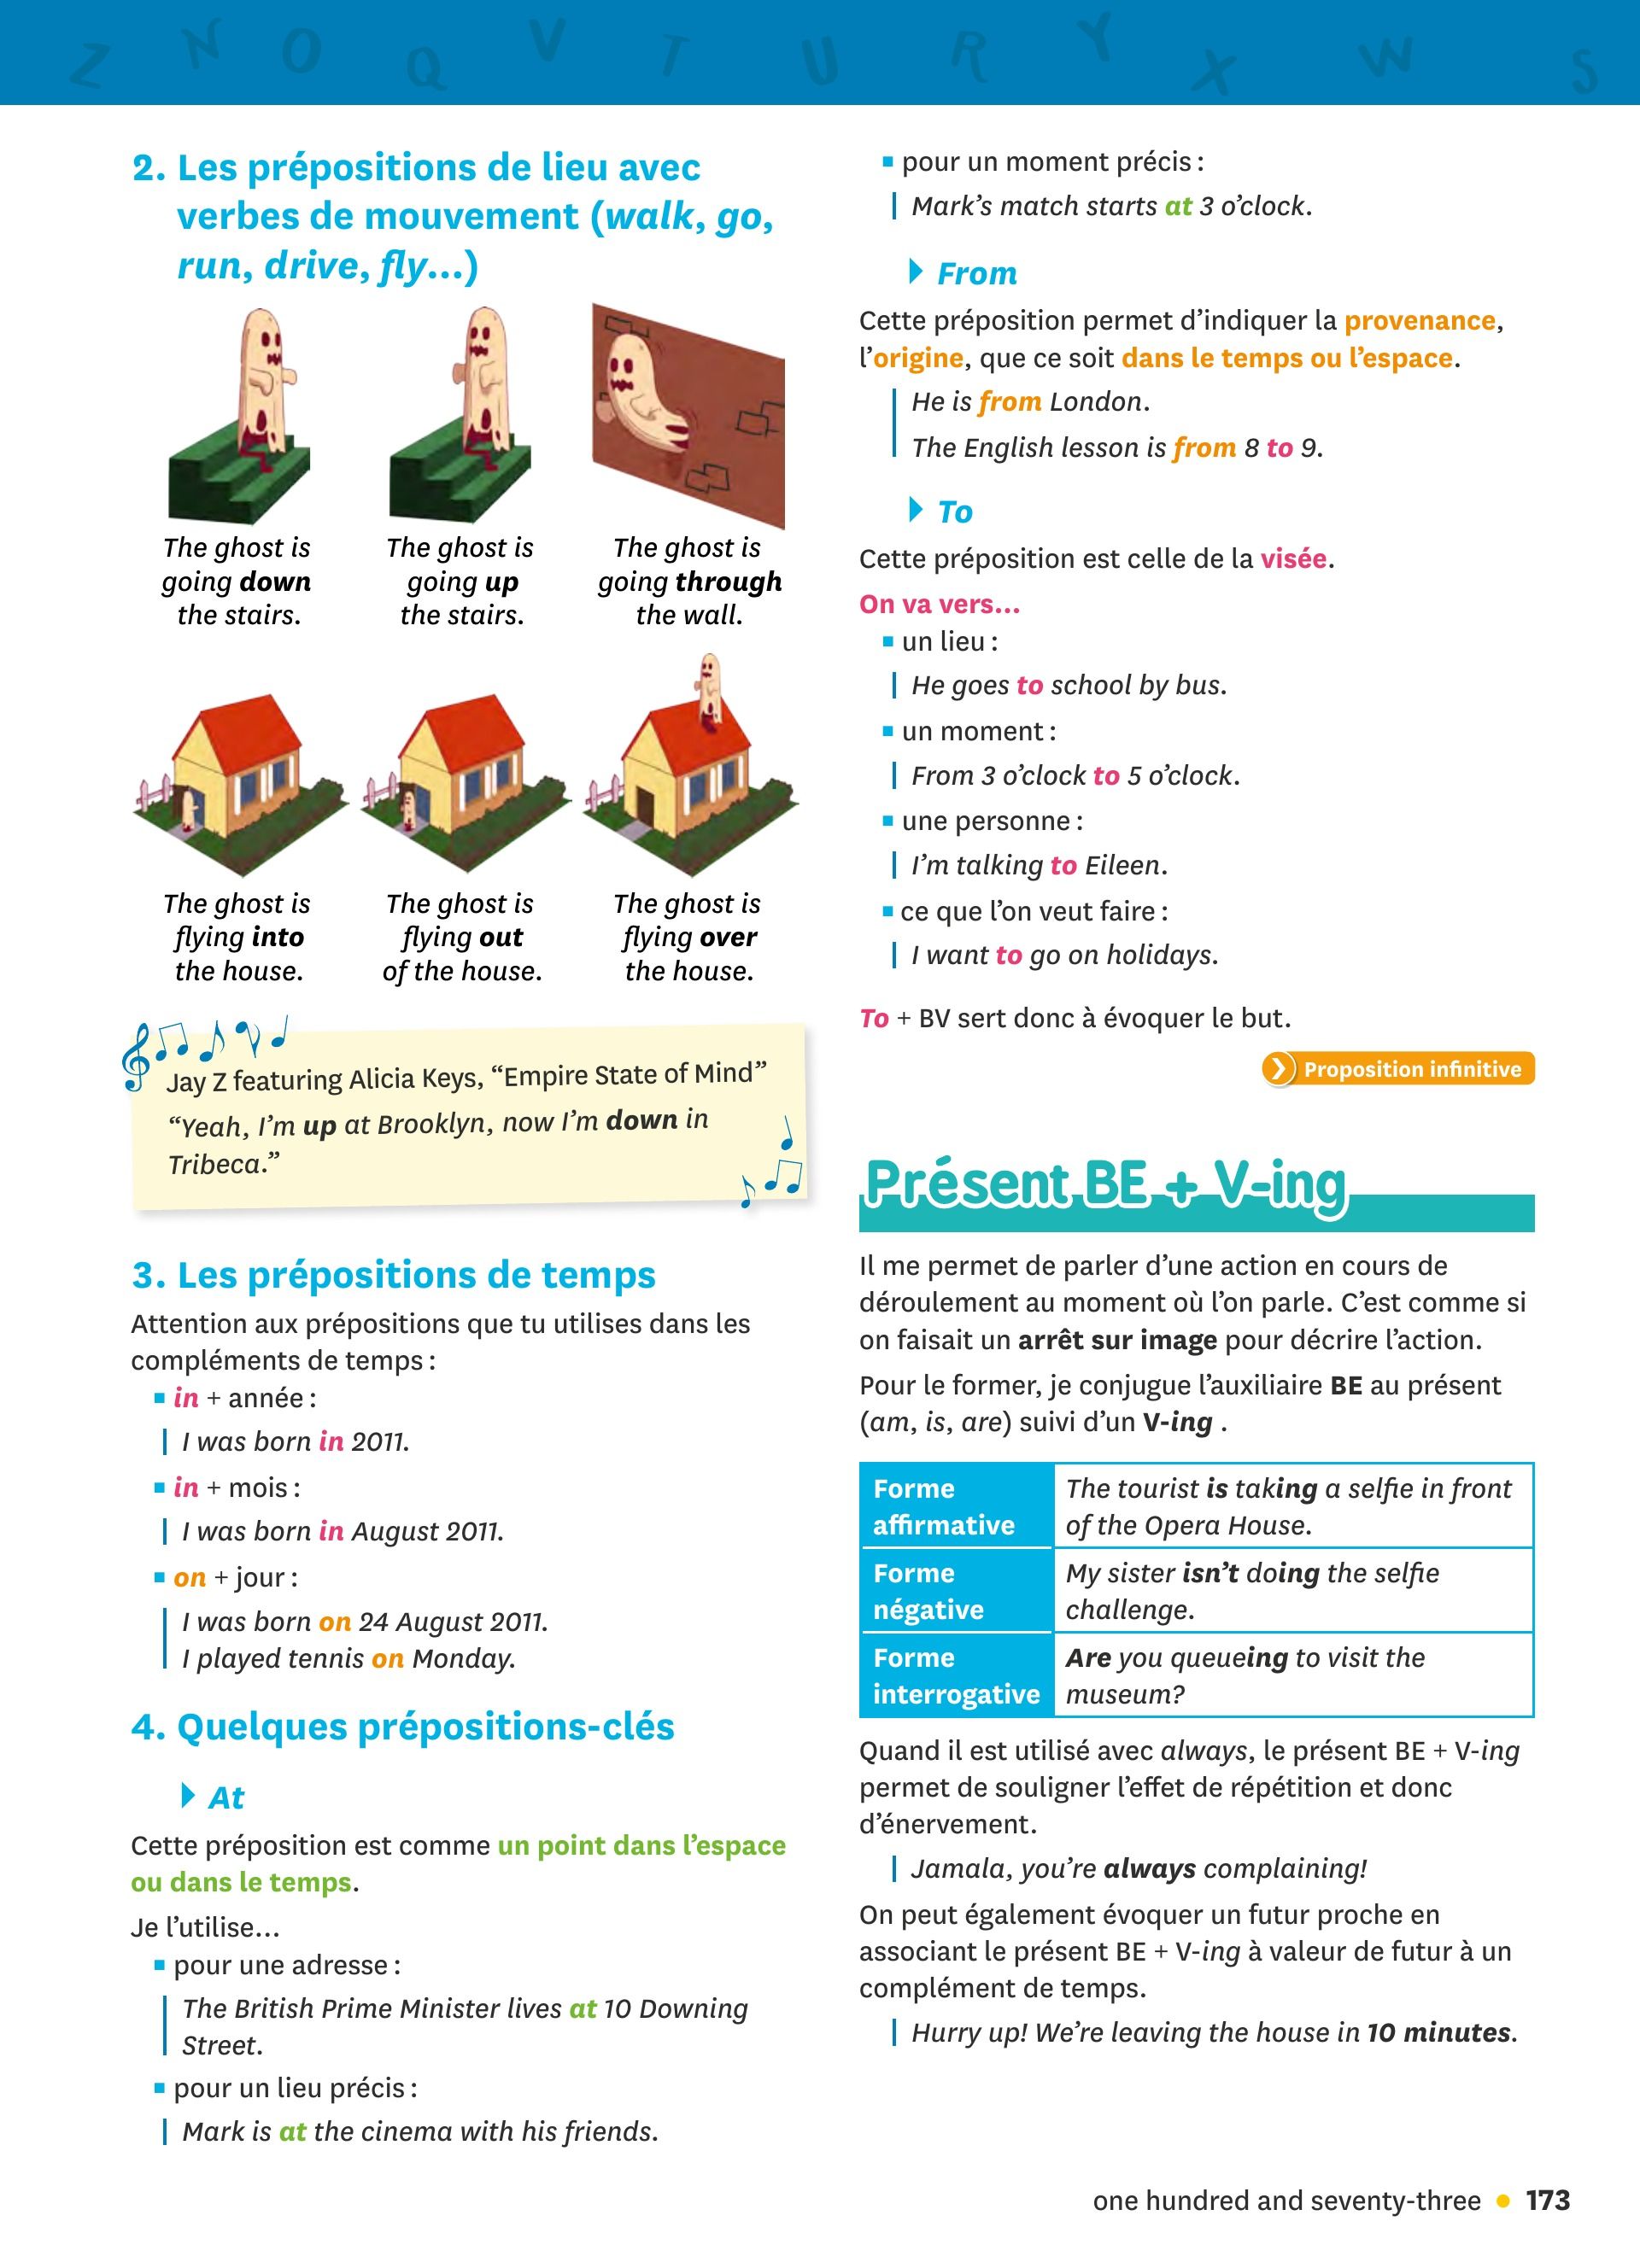 Z N O Q V T U R Y X W S
2. Les prépositions de lieu avec
verbes de mouvement (walk, go,
run, drive, fly…)
The ghost is
going down
the stairs.
The ghost is
going up
the stairs.
The ghost is
going through
the wall.
The ghost is
flying into
the house.
The ghost is
flying out
of the house.
The ghost is
flying over
the house.
Jay Z featuring Alicia Keys, “Empire State of Mind”
“Yeah, I’m up at Brooklyn, now I’m down in
Tribeca.”
3. Les prépositions de temps
Attention aux prépositions que tu utilises dans les
compléments de temps :
in + année :
I was born in 2011.
in + mois :
I was born in August 2011.
on + jour :
I was born on 24 August 2011.
I played tennis on Monday.
4. Quelques prépositions-clés
At
Cette préposition est comme un point dans l’espace
ou dans le temps.
Je l’utilise…
pour une adresse :
The British Prime Minister lives at 10 Downing
Street.
pour un lieu précis :
Mark is at the cinema with his friends.
pour un moment précis :
Mark’s match starts at 3 o’clock.
From
Cette préposition permet d’indiquer la provenance,
l’origine, que ce soit dans le temps ou l’espace.
He is from London.
The English lesson is from 8 to 9.
To
Cette préposition est celle de la visée.
On va vers…
un lieu :
He goes to school by bus.
un moment :
From 3 o’clock to 5 o’clock.
une personne :
I’m talking to Eileen.
ce que l’on veut faire :
I want to go on holidays.
To + BV sert donc à évoquer le but.
Proposition infinitive
Présent BE + V-ing
Il me permet de parler d’une action en cours de
déroulement au moment où l’on parle. C’est comme si
on faisait un arrêt sur image pour décrire l’action.
Pour le former, je conjugue l’auxiliaire BE au présent
(am, is, are) suivi d’un V-ing .
Forme
affirmative
The tourist is taking a selfie in front
of the Opera House.
Forme
négative
My sister isn’t doing the selfie
challenge.
Forme
interrogative
Are you queueing to visit the
museum?
Quand il est utilisé avec always, le présent BE + V-ing
permet de souligner l’effet de répétition et donc
d’énervement.
Jamala, you’re always complaining!
On peut également évoquer un futur proche en
associant le présent BE + V-ing à valeur de futur à un
complément de temps.
Hurry up! We’re leaving the house in 10 minutes.
one hundred and seventy-three • 173